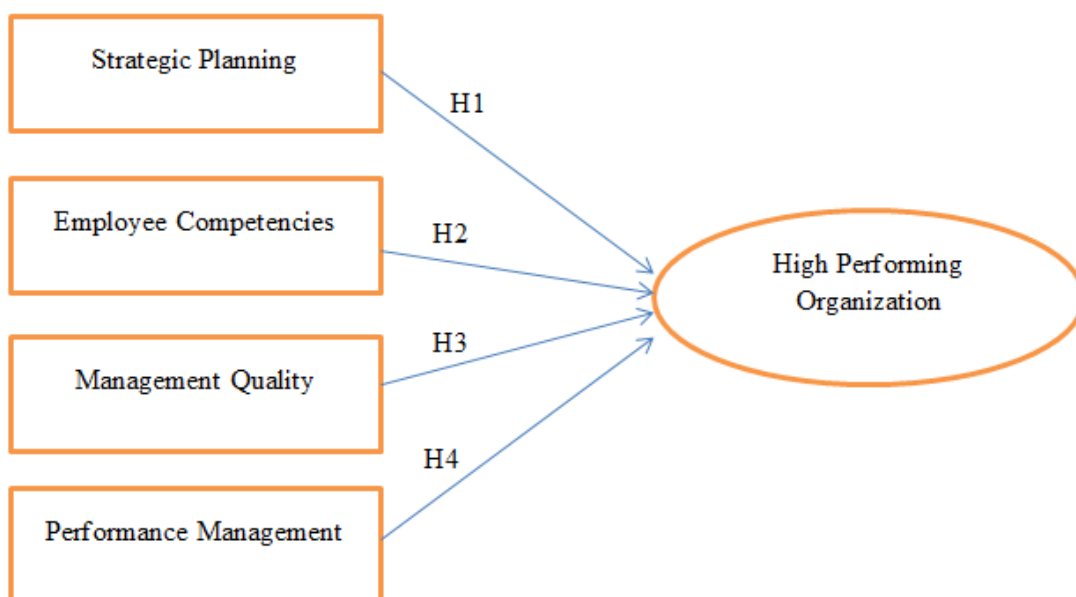 Strategic Planning
H1
Employee Competencies
H2
High Performing
Organization
H3
Management Quality
H4
Performance Management